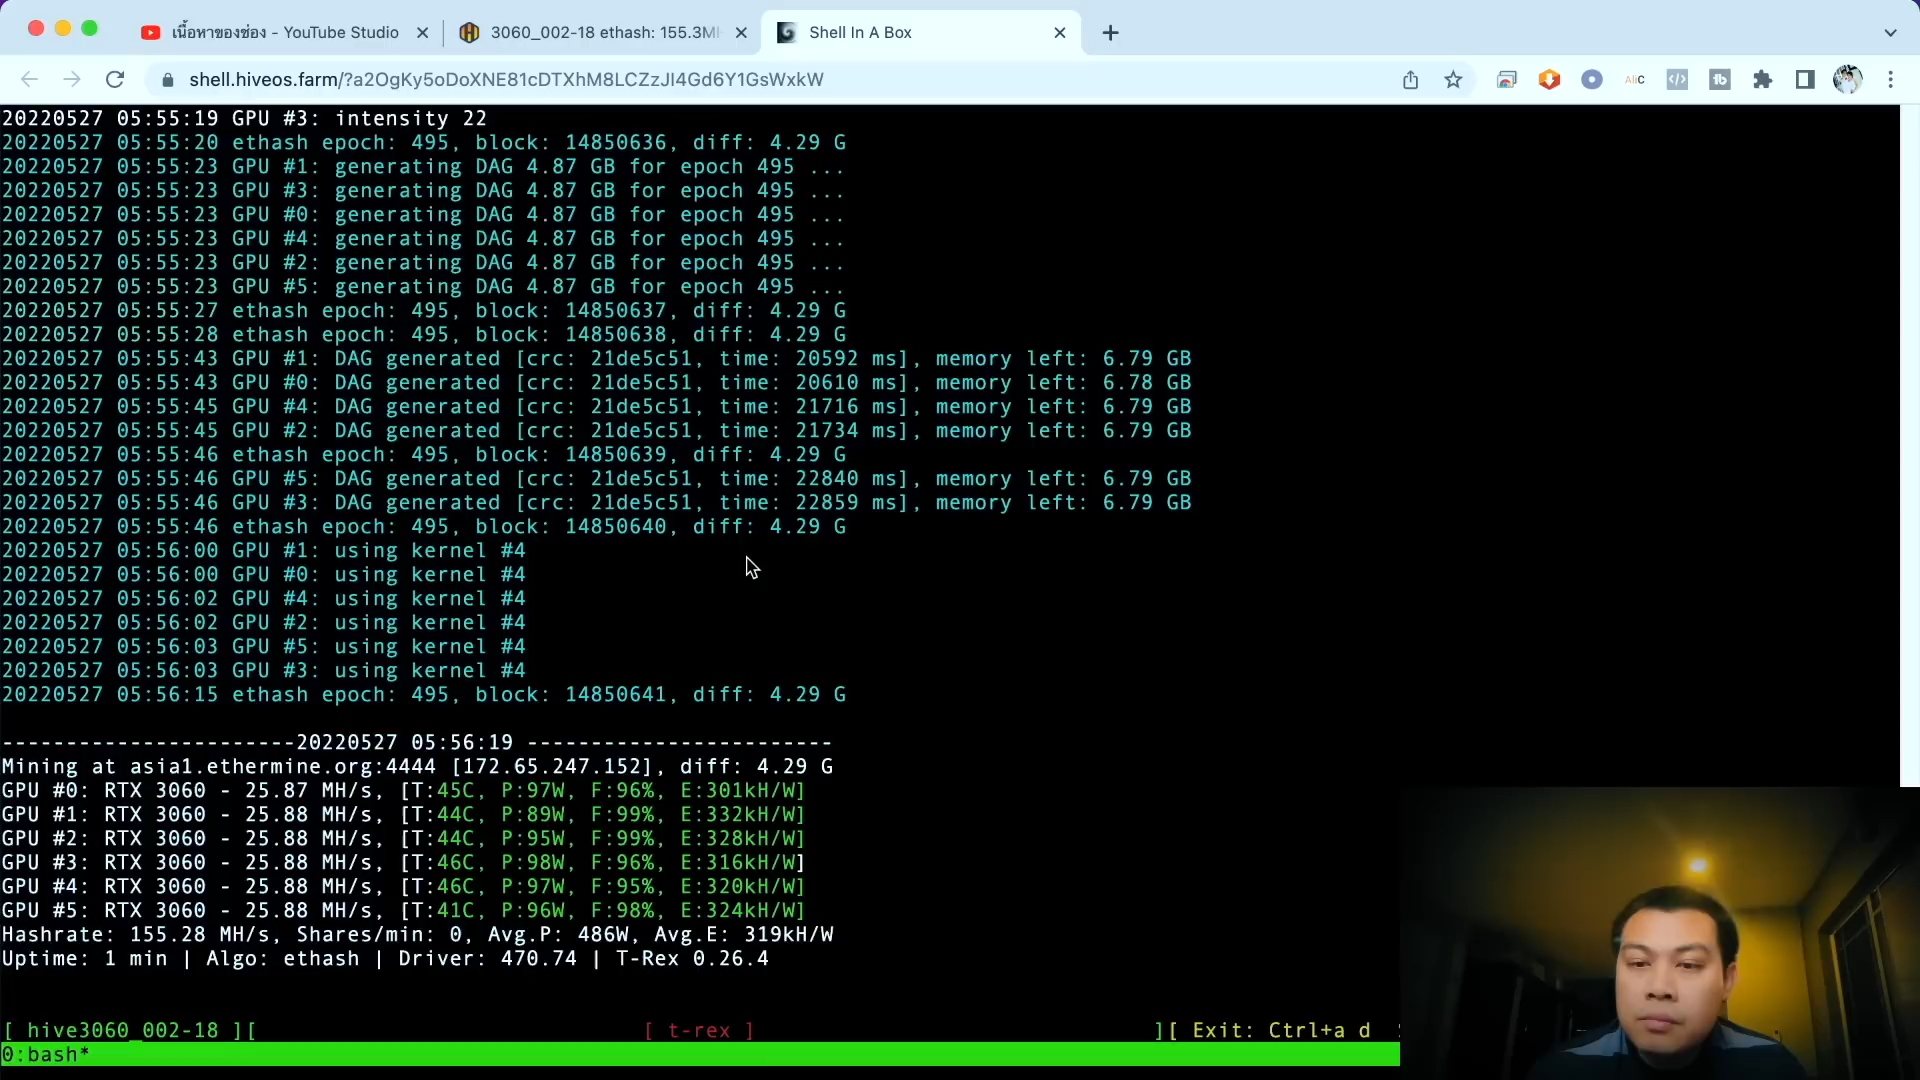 เนื้อหาของช่อง - YouTube Studio
3060_002-18 ethash: 155.3MH
Shell In A Box
shell.hiveos.farm/?a2OgKy5oDoXNE81cDTXhM8LCZzJl4Gd6Y1GsWxkW
AliC
20220527 05:55:19 GPU #3: intensity 22
20220527 05:55:20 ethash epoch: 495, block: 14850636, diff: 4.29 G
20220527 05:55:23 GPU #1: generating DAG 4.87 GB for epoch 495 ...
20220527 05:55:23 GPU #3: generating DAG 4.87 GB for epoch 495 ...
20220527 05:55:23 GPU #0: generating DAG 4.87 GB for epoch 495 ...
20220527 05:55:23 GPU #4: generating DAG 4.87 GB for epoch 495 ...
20220527 05:55:23 GPU #2: generating DAG 4.87 GB for epoch 495 ...
20220527 05:55:23 GPU #5: generating DAG 4.87 GB for epoch 495 ...
20220527 05:55:27 ethash epoch: 495, block: 14850637, diff: 4.29 G
20220527 05:55:28 ethash epoch: 495, block: 14850638, diff: 4.29 G
20220527 05:55:43 GPU #1: DAG generated [crc: 21de5c51, time: 20592 ms], memory left: 6.79 GB
20220527 05:55:43 GPU #0: DAG generated [crc: 21de5c51, time: 20610 ms], memory left: 6.78 GB
20220527 05:55:45 GPU #4: DAG generated [crc: 21de5c51, time: 21716 ms], memory left: 6.79 GB
20220527 05:55:45 GPU #2: DAG generated [crc: 21de5c51, time: 21734 ms], memory left: 6.79 GB
20220527 05:55:46 ethash epoch: 495, block: 14850639, diff: 4.29 G
20220527 05:55:46 GPU #5: DAG generated [crc: 21de5c51, time: 22840 ms], memory left: 6.79 GB
20220527 05:55:46 GPU #3: DAG generated [crc: 21de5c51, time: 22859 ms], memory left: 6.79 GB
20220527 05:55:46 ethash epoch: 495, block: 14850640, diff: 4.29 G
20220527 05:56:00 GPU #1: using kernel #4
20220527 05:56:00 GPU #0: using kernel #4
20220527 05:56:02 GPU #4: using kernel #4
20220527 05:56:02 GPU #2: using kernel #4
20220527 05:56:03 GPU #5: using kernel #4
20220527 05:56:03 GPU #3: using kernel #4
20220527 05:56:15 ethash epoch: 495, block: 14850641, diff: 4.29 G
-----------------------20220527 05:56:19 ------------------------
Mining at asia1.ethermine.org:4444 [172.65.247.152], diff: 4.29 G
GPU #0: RTX 3060 - 25.87 MH/s, [T:45C, P:97W, F:96%, E:301kH/W]
GPU #1: RTX 3060 - 25.88 MH/s, [T:44C, P:89W, F:99%, E:332kH/W]
GPU #2: RTX 3060 - 25.88 MH/s, [T:44C, P:95W, F:99%, E:328kH/W]
GPU #3: RTX 3060 - 25.88 MH/s, [T:46C, P:98W, F:96%, E:316kH/W]
GPU #4: RTX 3060 - 25.88 MH/s, [T:46C, P:97W, F:95%, E:320kH/W]
GPU #5: RTX 3060 - 25.88 MH/s, [T:41C, P:96W, F:98%, E:324kH/W]
Hashrate: 155.28 MH/s, Shares/min: 0, Avg.P: 486W, Avg.E: 319kH/W
Uptime: 1 min | Algo: ethash | Driver: 470.74 | T-Rex 0.26.4
[ hive3060_002-18 ][ [ t-rex ] ][ Exit: Ctrl+a d
0:bash*